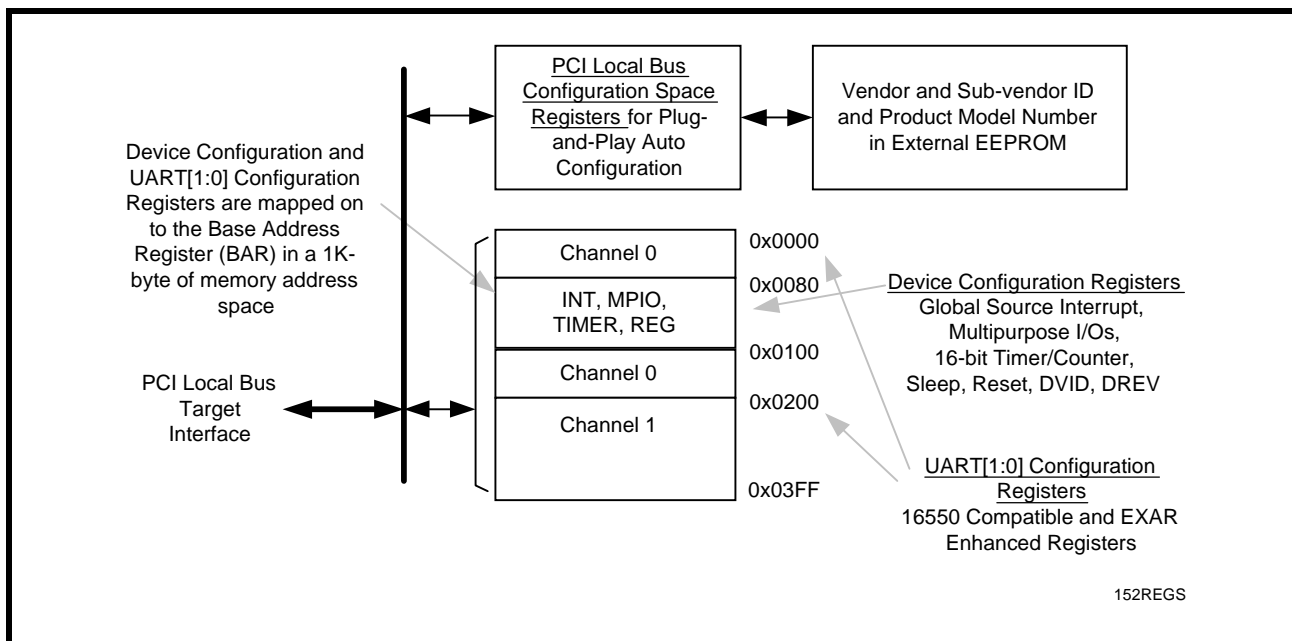 PCI Local Bus
Configuration Space
Registers for Plug-
and-Play Auto
Configuration
Vendor and Sub-vendor ID
and Product Model Number
in External EEPROM
Device Configuration and
UART[1:0] Configuration
Registers are mapped on
to the Base Address
Register (BAR) in a 1K-
byte of memory address
space
Channel 0
0x0000
INT, MPIO,
TIMER, REG
0x0080
Channel 0
0x0100
Channel 1
0x0200
0x03FF
Device Configuration Registers
Global Source Interrupt,
Multipurpose I/Os,
16-bit Timer/Counter,
Sleep, Reset, DVID, DREV
PCI Local Bus
Target
Interface
UART[1:0] Configuration
Registers
16550 Compatible and EXAR
Enhanced Registers
152REGS